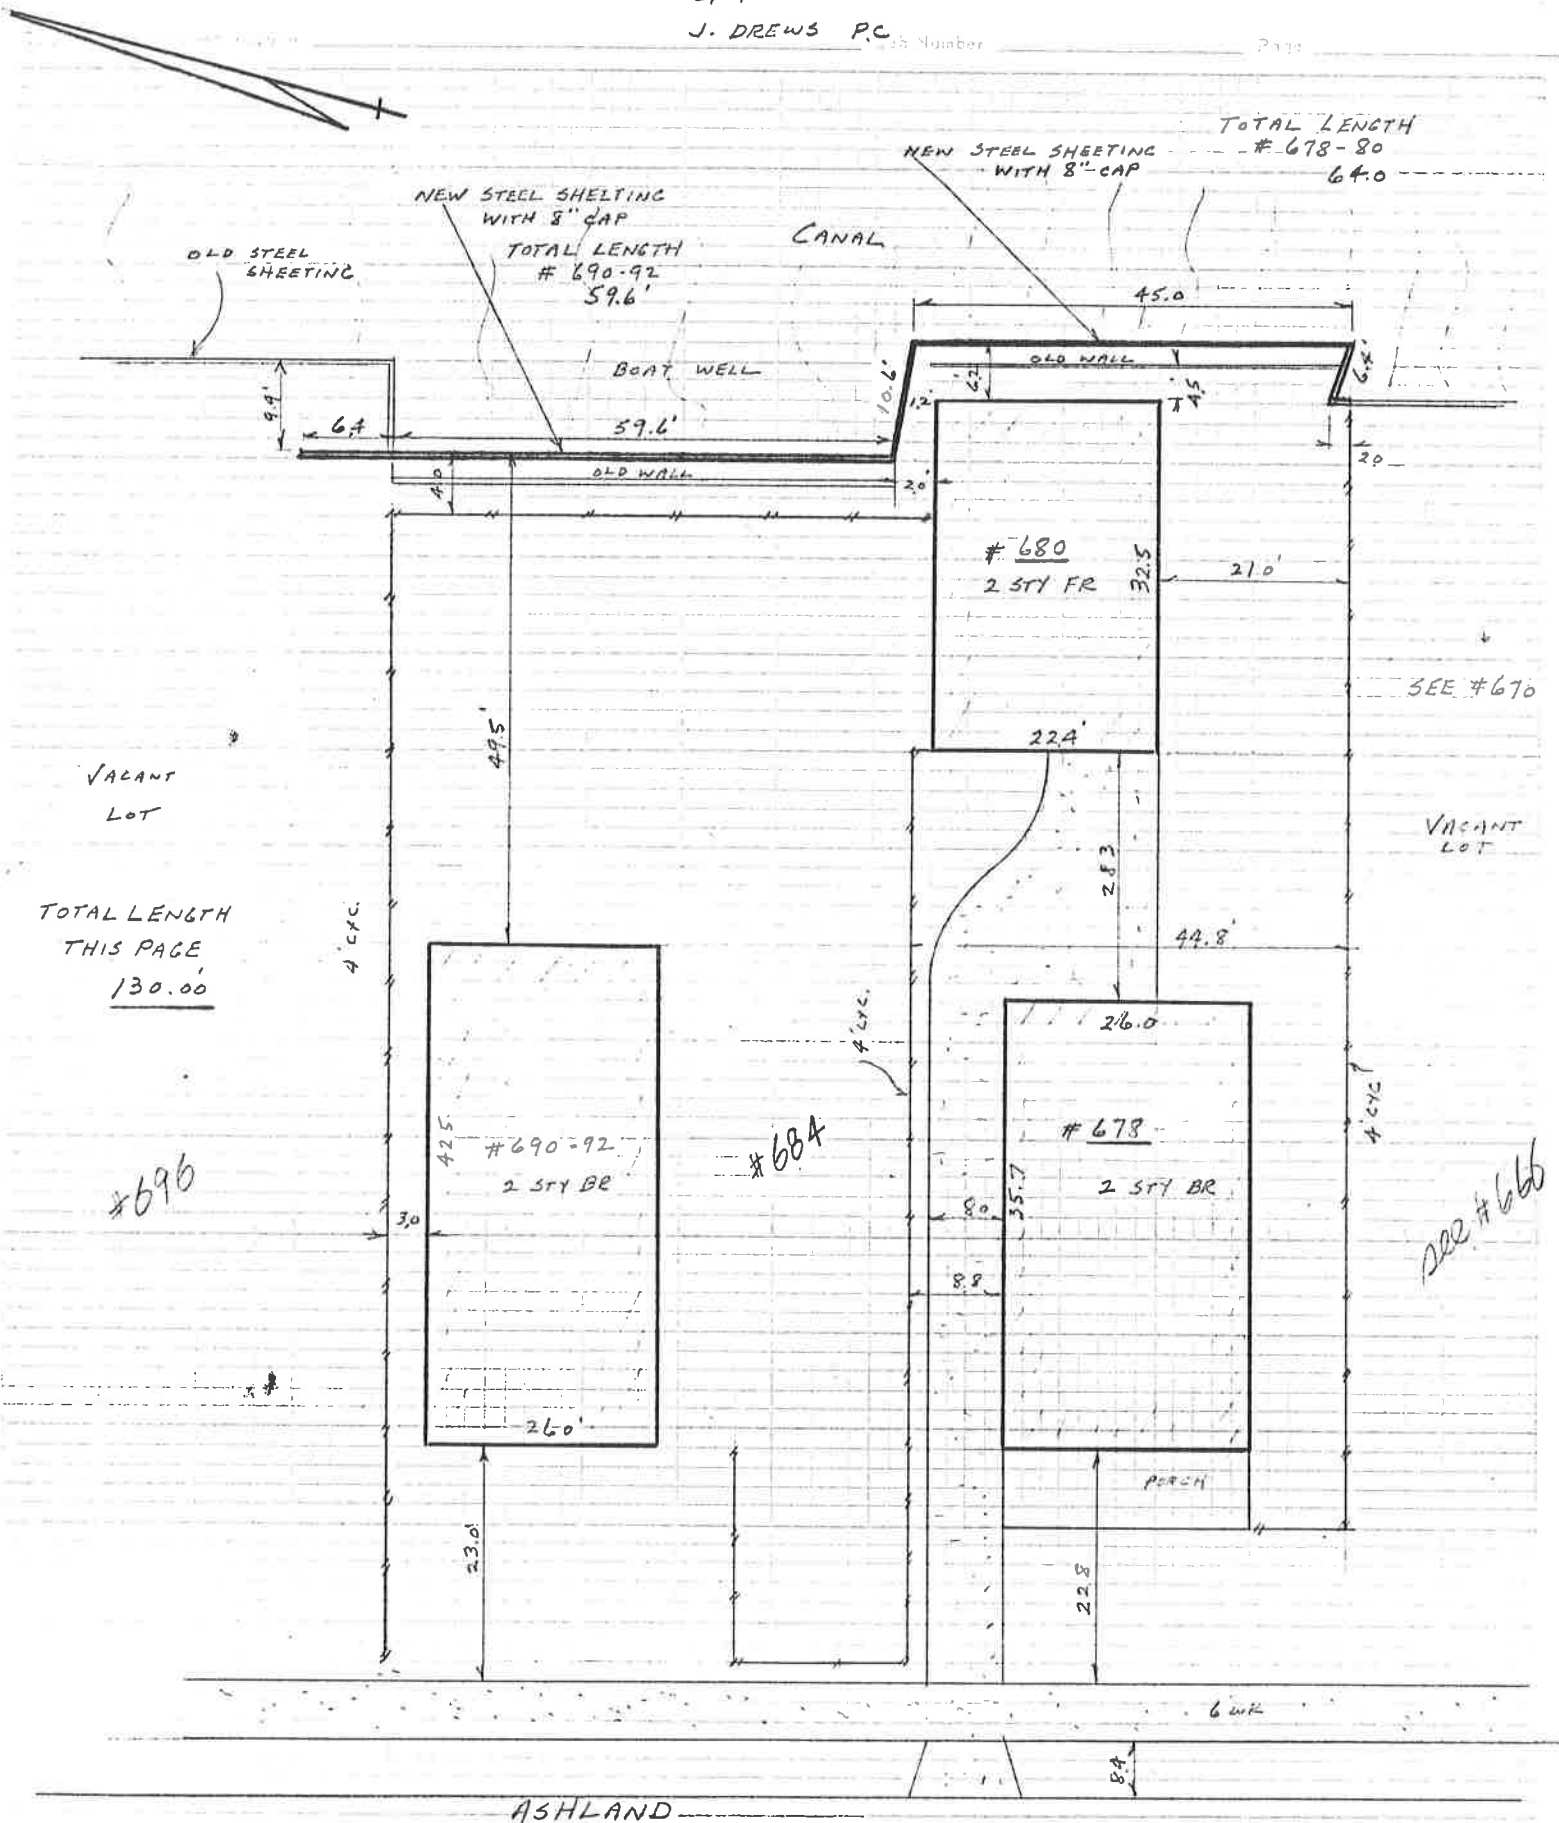 J. DREWS P.C.
Number
Page
TOTAL LENGTH
# 678-80
64.0
NEW STEEL SHEETING
WITH 8" CAP
NEW STEEL SHELTING
WITH 8" CAP
TOTAL LENGTH
# 690-92
59.6'
CANAL
OLD STEEL
SHEETING
45.0
BOAT WELL
OLD WALL
9.9'
6.4
59.6'
10.6'
1.2'
6.2'
4.5
6.4'
2.0
OLD WALL
4.0
2.0'
# 680
2 STY FR
32.5
21.0'
SEE #670
49.5'
22.4'
VACANT
LOT
VACANT
LOT
28.3
TOTAL LENGTH
THIS PAGE
130.00'
4' CYC.
44.8'
4' CYC.
26.0
4' CYC
42.5
#690-92
2 STY BR
#684
# 678
2 STY BR
35.7
#696
see #666
3.0
8.0
8.8
26.0'
PORCH
23.0'
22.8
6 WK
8.4
ASHLAND